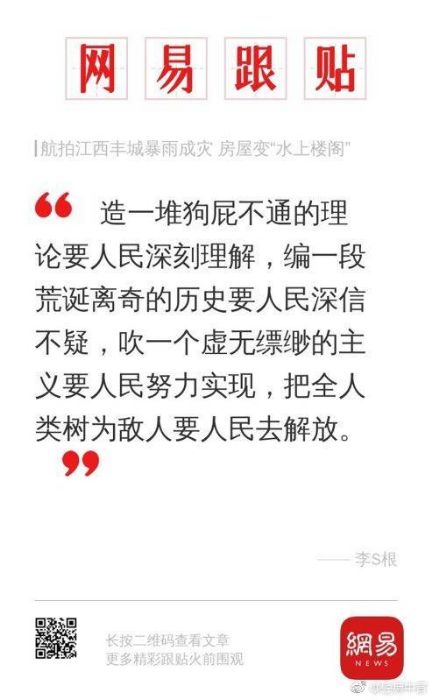 网易跟贴
航拍江西丰城暴雨成灾 房屋变“水上楼阁”
“ 造一堆狗屁不通的理
论要人民深刻理解，编一段
荒诞离奇的历史要人民深信
不疑，吹一个虚无缥缈的主
义要人民努力实现，把全人
类树为敌人要人民去解放。
”
—— 李S根
长按二维码查看文章
更多精彩跟贴火前围观
網易
NEWS